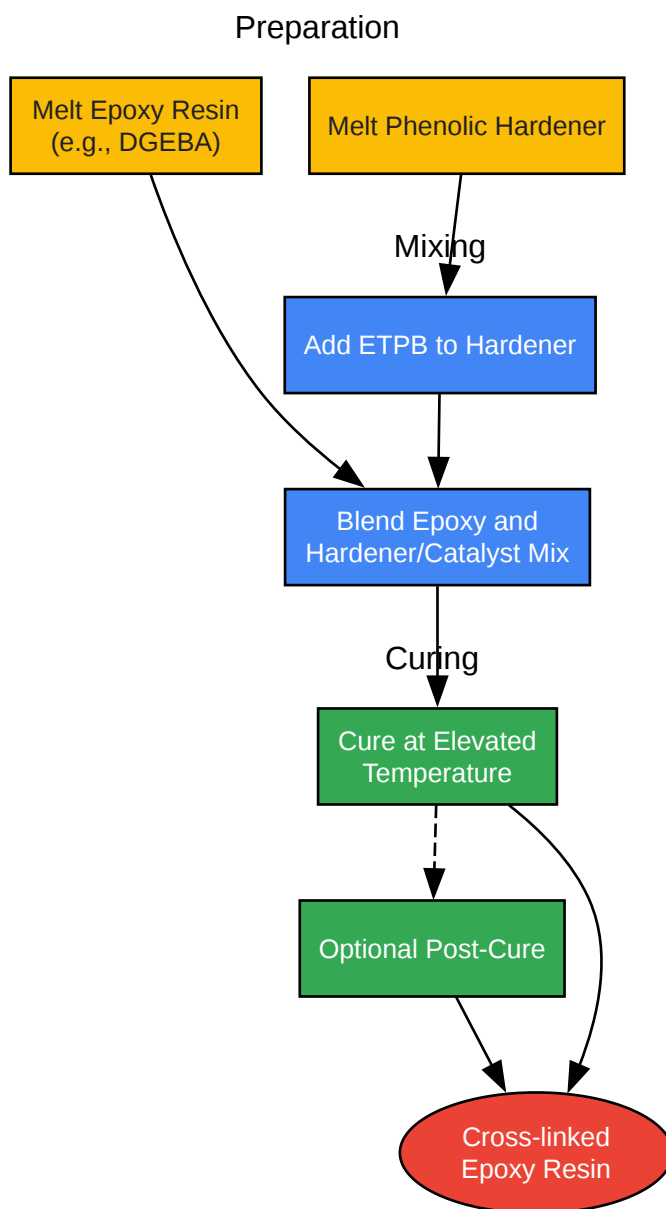 Preparation
Melt Epoxy Resin
(e.g., DGEBA)
Melt Phenolic Hardener
Mixing
Add ETPB to Hardener
Blend Epoxy and
Hardener/Catalyst Mix
Curing
Cure at Elevated
Temperature
Optional Post-Cure
Cross-linked
Epoxy Resin